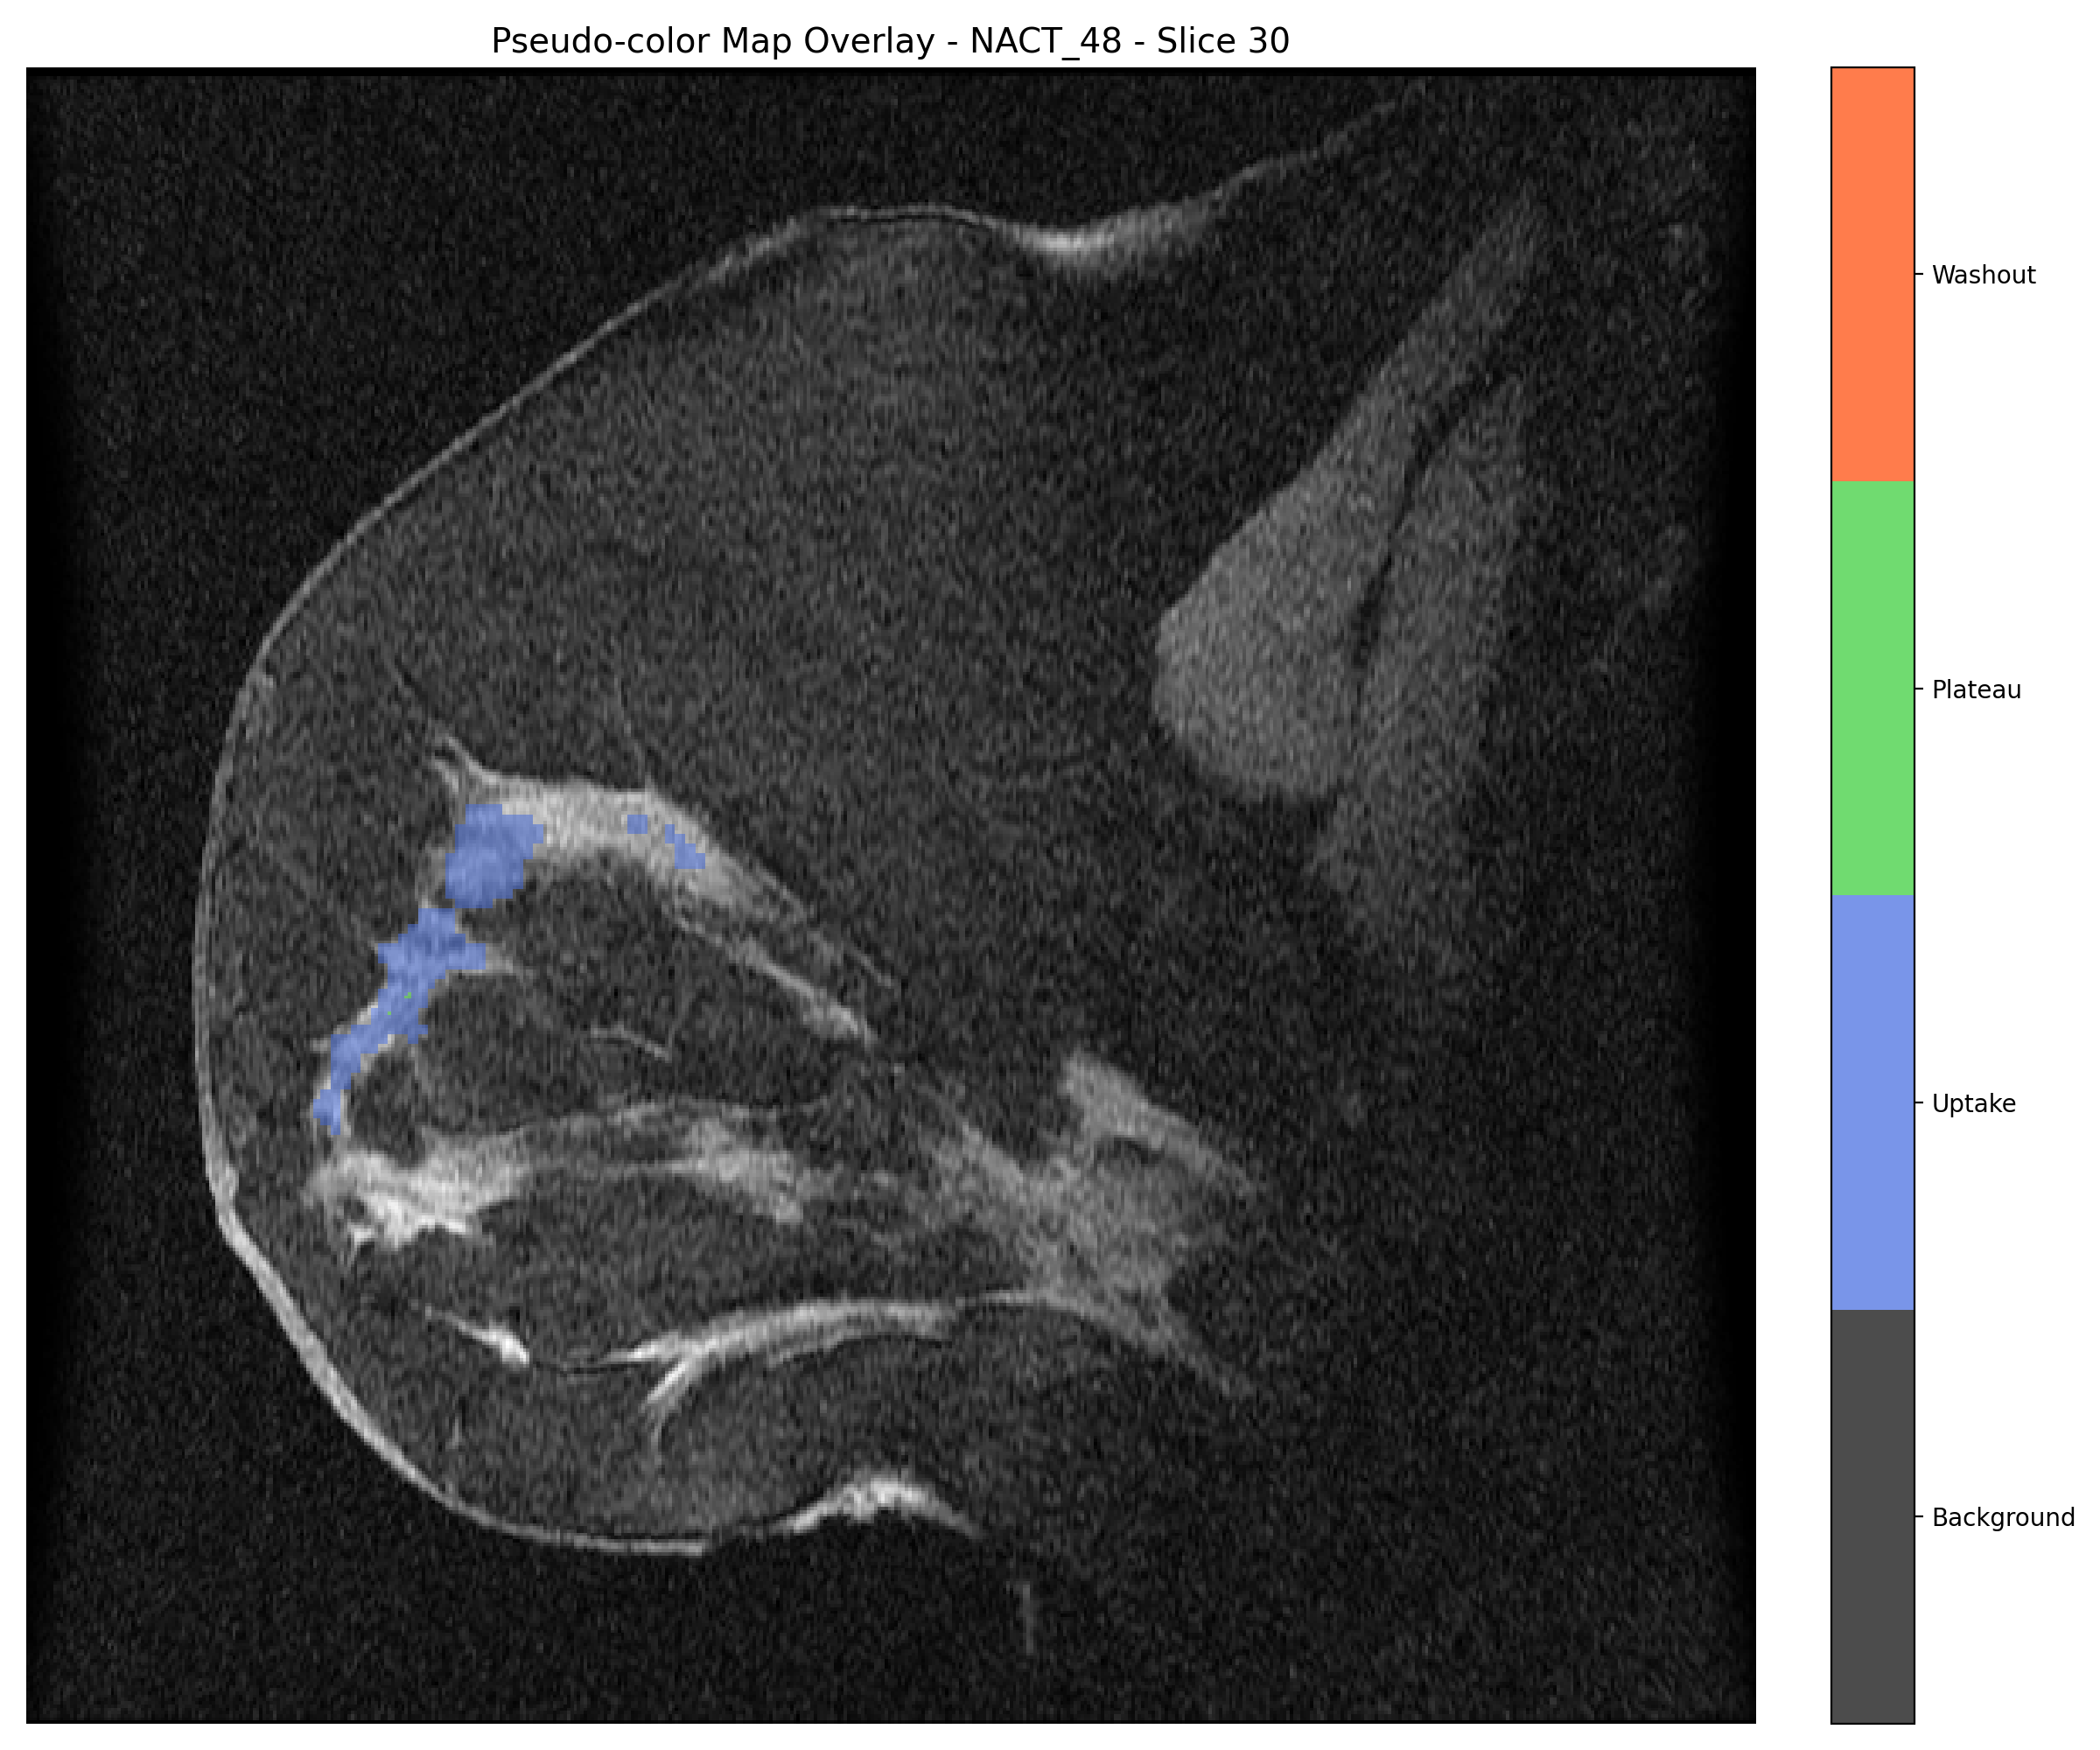 Pseudo-color Map Overlay - NACT_48 - Slice 30
Washout
Plateau
Uptake
Background